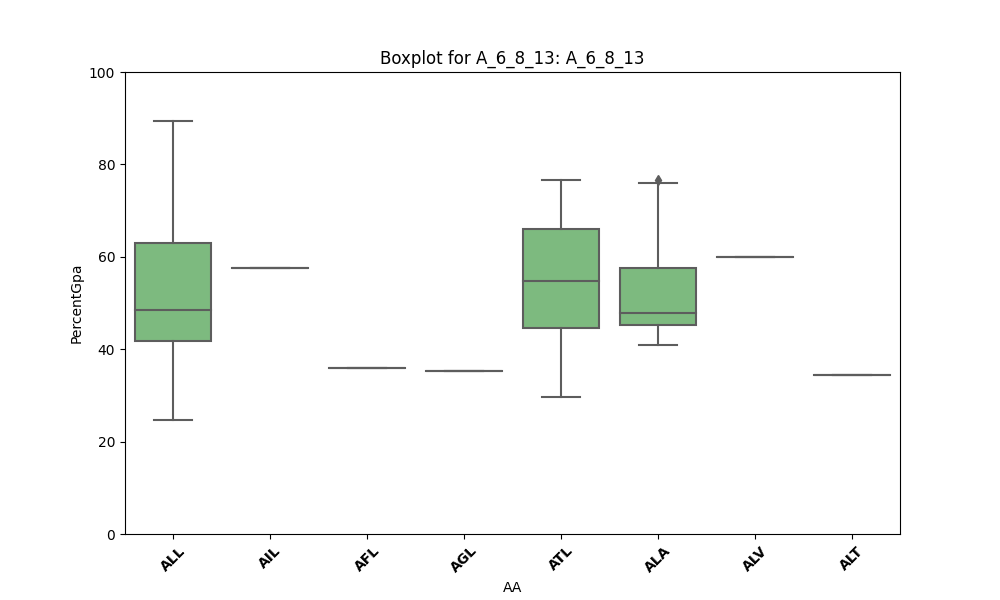 Boxplot for A_6_8_13: A_6_8_13
PercentGpa
100
80
60
40
20
0
ALL
AIL
AFL
AGL
ATL
ALA
ALV
ALT
AA